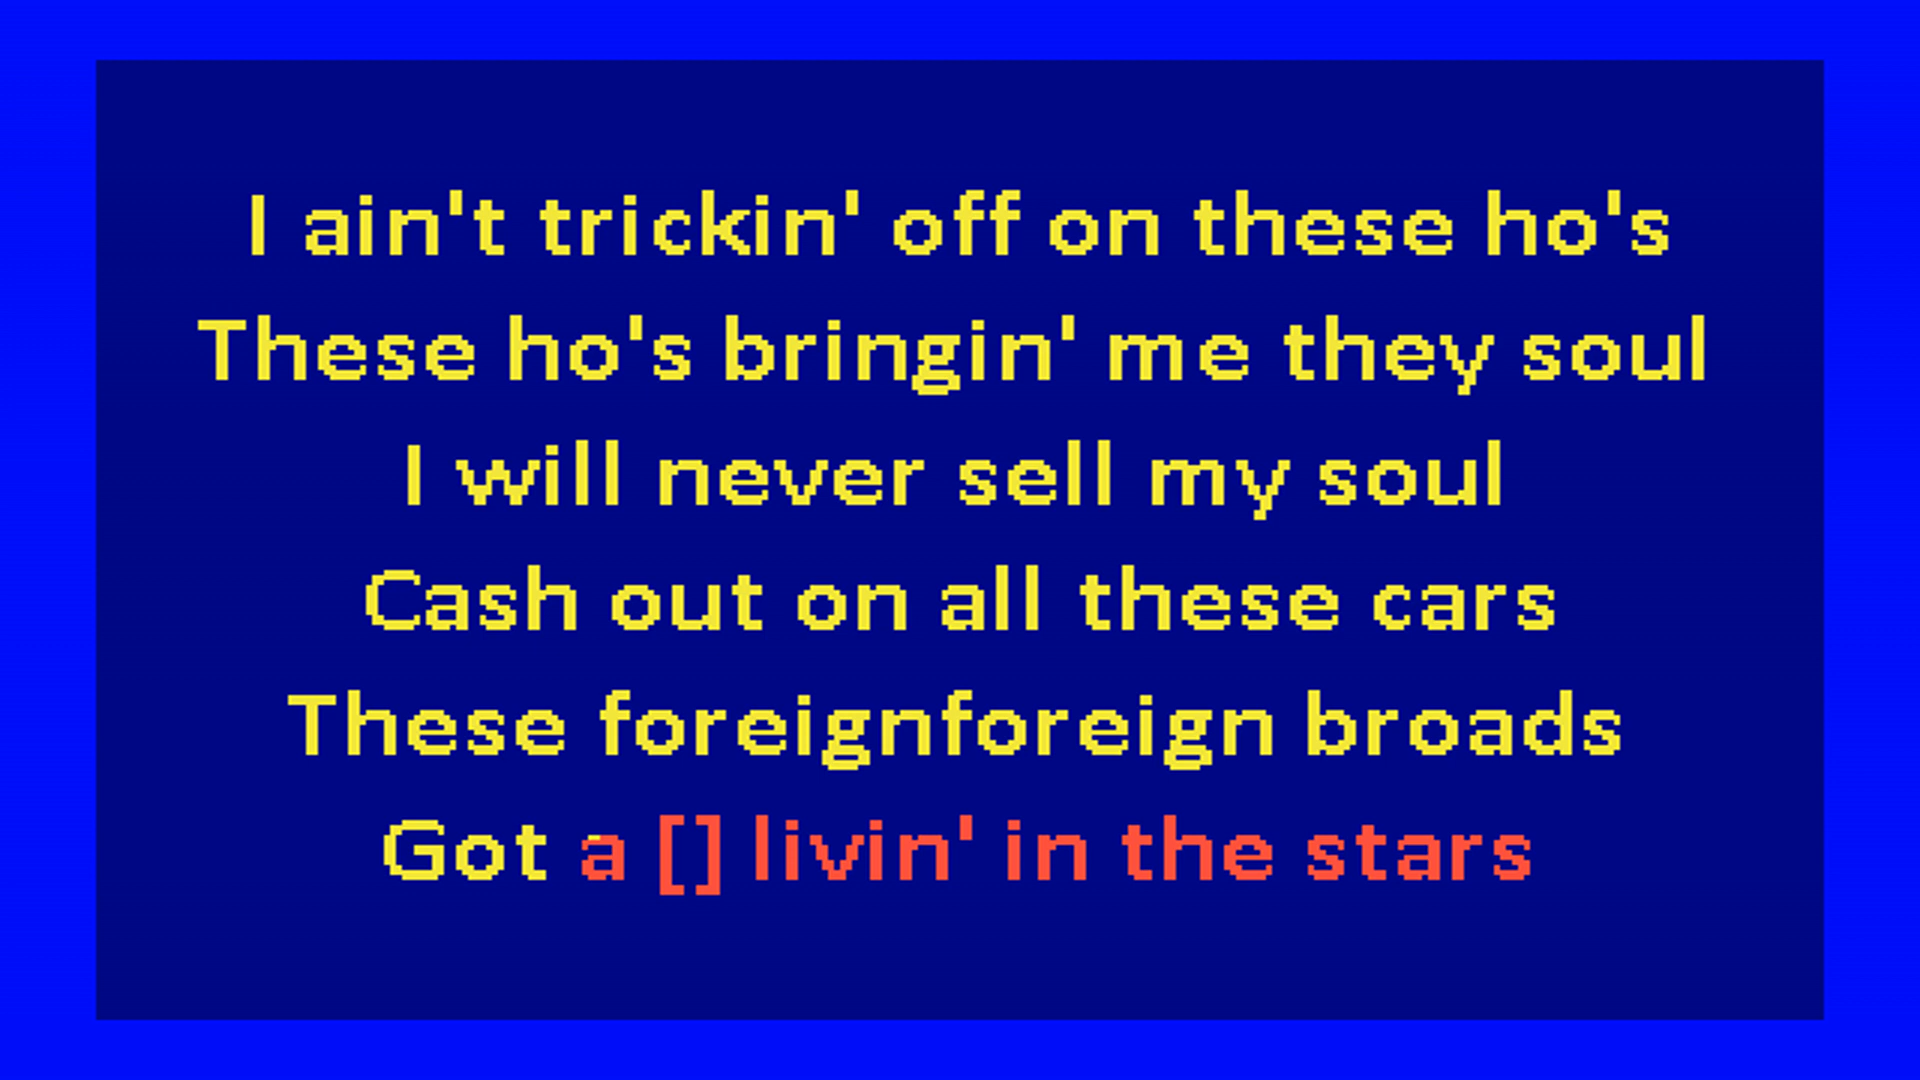 I ain't trickin' off on these ho's
These ho's bringin' me they soul
I will never sell my soul
Cash out on all these cars
These foreignforeign broads
Got a [] livin' in the stars